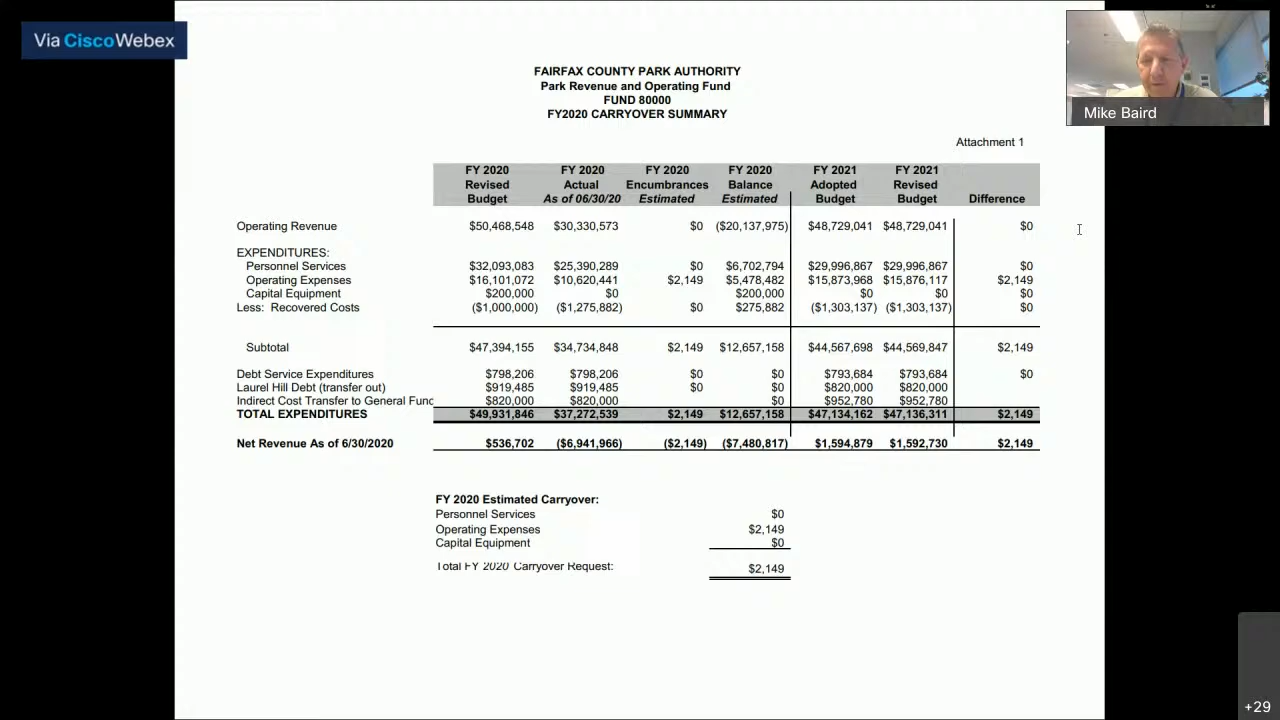 Via CiscoWebex
Mike Baird
FAIRFAX COUNTY PARK AUTHORITY
Park Revenue and Operating Fund
FUND 80000
FY2020 CARRYOVER SUMMARY
Attachment 1
FY 2020 FY 2020 FY 2020 FY 2020 FY 2021 FY 2021
Revised Actual Encumbrances Balance Adopted Revised
Budget As of 06/30/20 Estimated Estimated Budget Budget Difference
Operating Revenue $50,468,548 $30,330,573 $0 ($20,137,975) $48,729,041 $48,729,041 $0
EXPENDITURES:
Personnel Services $32,093,083 $25,390,289 $0 $6,702,794 $29,996,867 $29,996,867 $0
Operating Expenses $16,101,072 $10,620,441 $2,149 $5,478,482 $15,873,968 $15,876,117 $2,149
Capital Equipment $200,000 $0 $0 $200,000 $0 $0 $0
Less: Recovered Costs ($1,000,000) ($1,275,882) $0 $275,882 ($1,303,137) ($1,303,137) $0
Subtotal $47,394,155 $34,734,848 $2,149 $12,657,158 $44,567,698 $44,569,847 $2,149
Debt Service Expenditures $798,206 $798,206 $0 $0 $793,684 $793,684 $0
Laurel Hill Debt (transfer out) $919,485 $919,485 $0 $0 $820,000 $820,000
Indirect Cost Transfer to General Fund $820,000 $820,000 $0 $952,780 $952,780
TOTAL EXPENDITURES $49,931,846 $37,272,539 $2,149 $12,657,158 $47,134,162 $47,136,311 $2,149
Net Revenue As of 6/30/2020 $536,702 ($6,941,966) ($2,149) ($7,480,817) $1,594,879 $1,592,730 $2,149
FY 2020 Estimated Carryover:
Personnel Services $0
Operating Expenses $2,149
Capital Equipment $0
Total FY 2020 Carryover Request: $2,149
+29